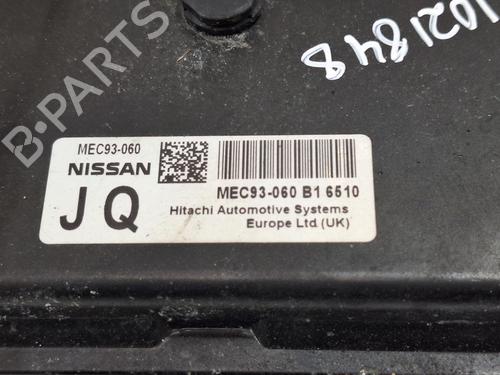 1021848
B-PARTS
MEC93-060
NISSAN
JQ
MEC93-060 B1 6510
Hitachi Automotive Systems
Europe Ltd.(UK)